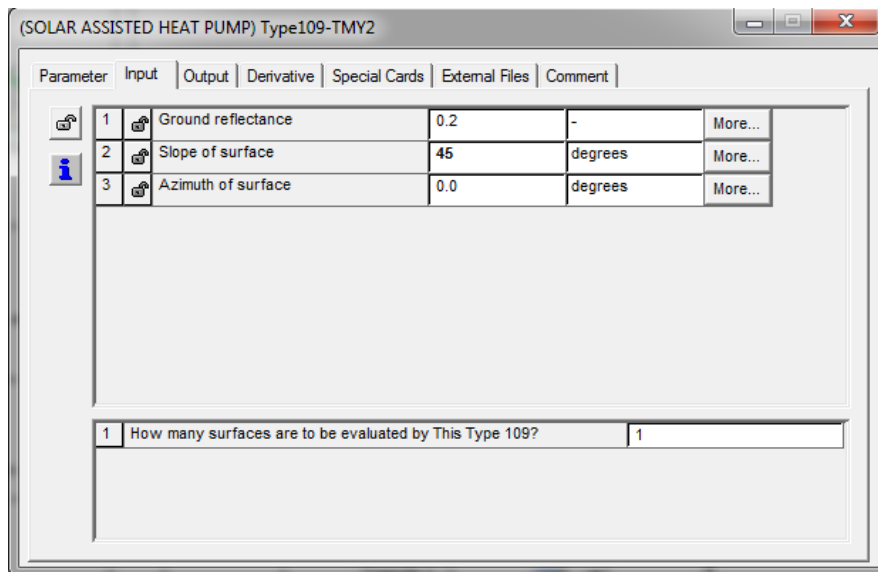 (SOLAR ASSISTED HEAT PUMP) Type109-TMY2
Parameter Input Output Derivative Special Cards External Files Comment
1 Ground reflectance 0.2 - More...
2 Slope of surface 45 degrees More...
3 Azimuth of surface 0.0 degrees More...
1 How many surfaces are to be evaluated by This Type 109? 1